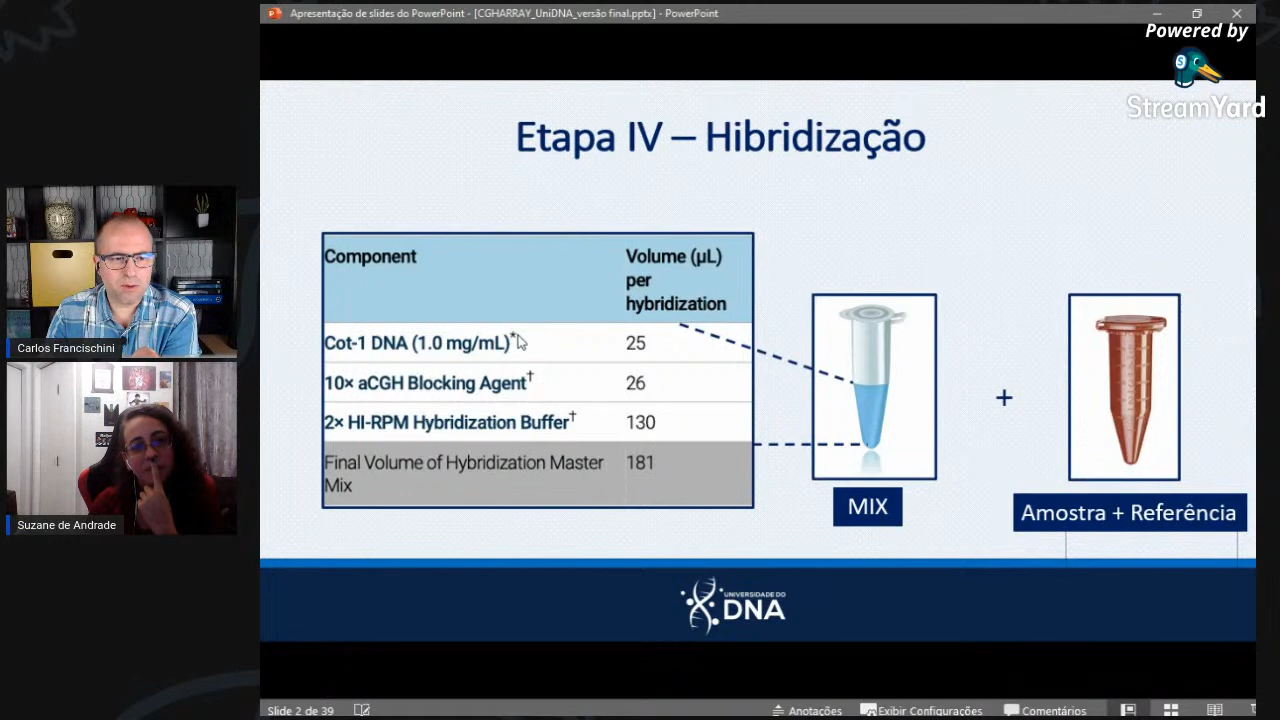 Apresentação de slides do PowerPoint - [CGHARRAY_UniDNA_versão final.pptx] - PowerPoint
Powered by
StreamYard
Etapa IV – Hibridização
Component
Volume (µL)
per
hybridization
Cot-1 DNA (1.0 mg/mL)*
25
10× aCGH Blocking Agent†
26
2× HI-RPM Hybridization Buffer†
130
Final Volume of Hybridization Master
Mix
181
+
MIX
Amostra + Referência
Carlos Francischini
Suzane de Andrade
UNIVERSIDADE DO
DNA
Slide 2 de 39
Anotações
Exibir Configurações
Comentários